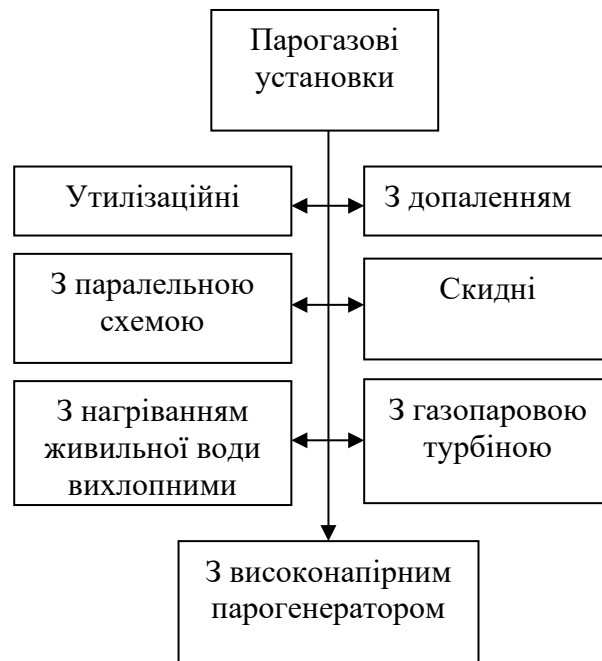 Парогазові
установки
Утилізаційні
З допаленням
З паралельною
схемою
Скидні
З нагріванням
живильної води
вихлопними
З газопаровою
турбіною
З високонапірним
парогенератором